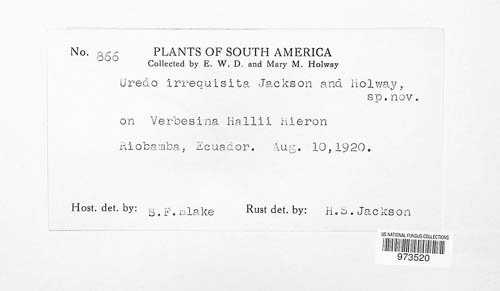 No. 866 PLANTS OF SOUTH AMERICA
Collected by E. W. D. and Mary M. Holway
Uredo irrequisita Jackson and Holway,
sp.nov.
on Verbesina Hallii Hieron
Riobamba, Ecuador. Aug. 10,1920.
Host. det. by: S.F.Blake Rust det. by: H.S.Jackson
US NATIONAL FUNGUS COLLECTIONS
973520